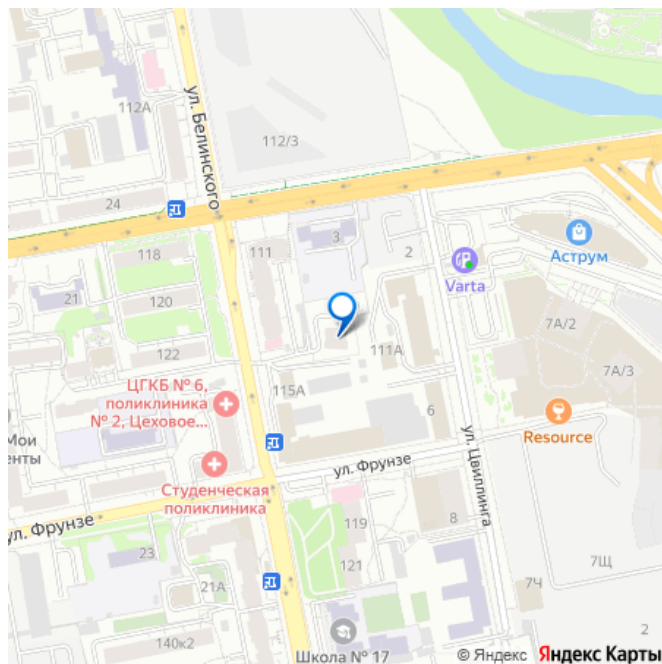 112А
ул. Белинского
112/3
24
3
118
111
2
Varta
Аструм
21
120
7А/2
122
111А
7А/3
ЦГКБ № 6,
поликлиника
№ 2, Цеховое...
115А
6
Resource
Мои
енты
ул. Цвиллинга
ул. Фрунзе
Студенческая
поликлиника
ул. Фрунзе
119
8
23
121
7Щ
21А
7Ч
140к2
Школа № 17
2
© Яндекс Яндекс Карты